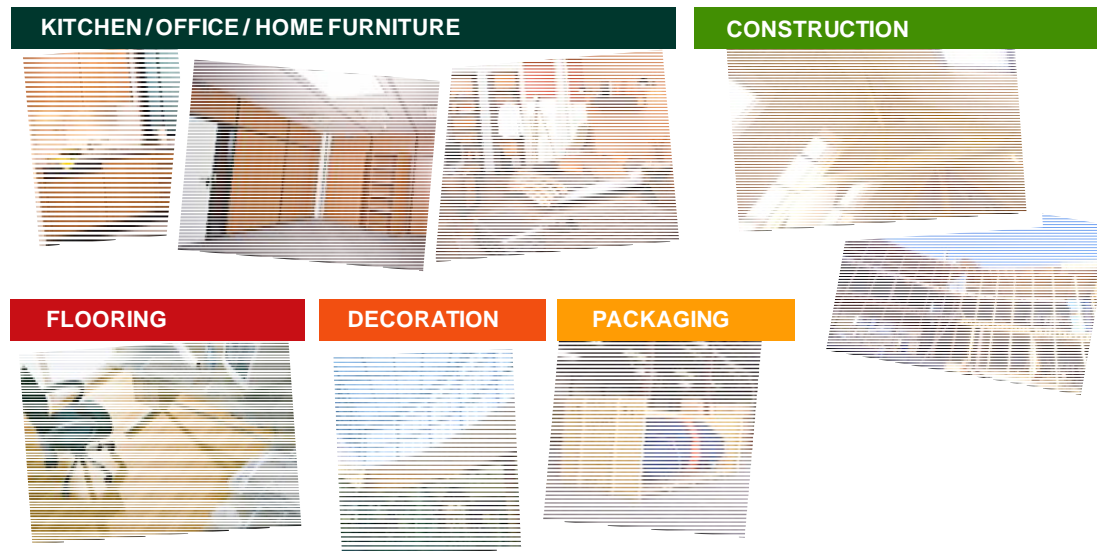 KITCHEN / OFFICE / HOME FURNITURE
CONSTRUCTION
FLOORING
DECORATION
PACKAGING